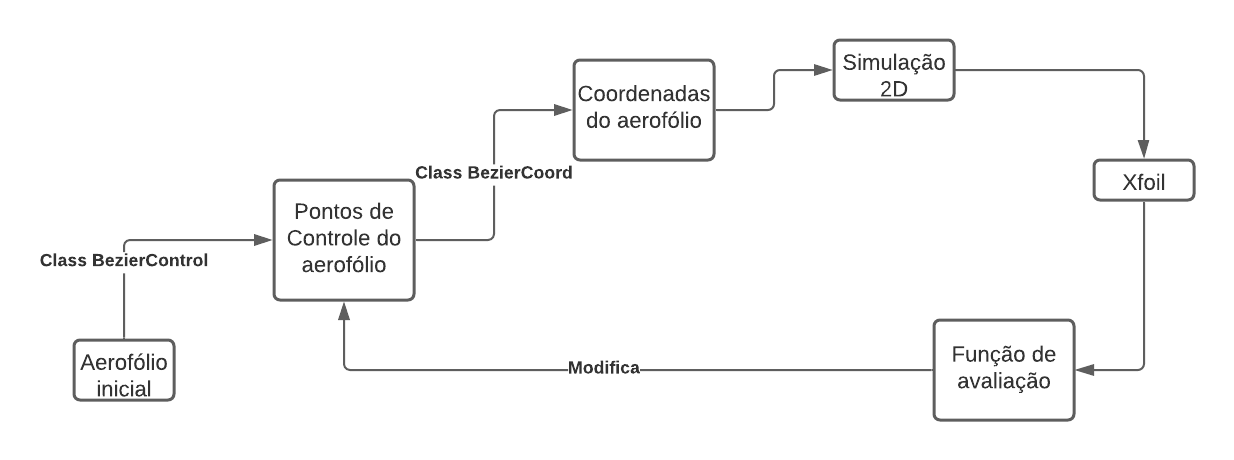 Aerofólio
inicial
Class BezierControl
Pontos de
Controle do
aerofólio
Class BezierCoord
Coordenadas
do aerofólio
Simulação
2D
Xfoil
Função de
avaliação
Modifica